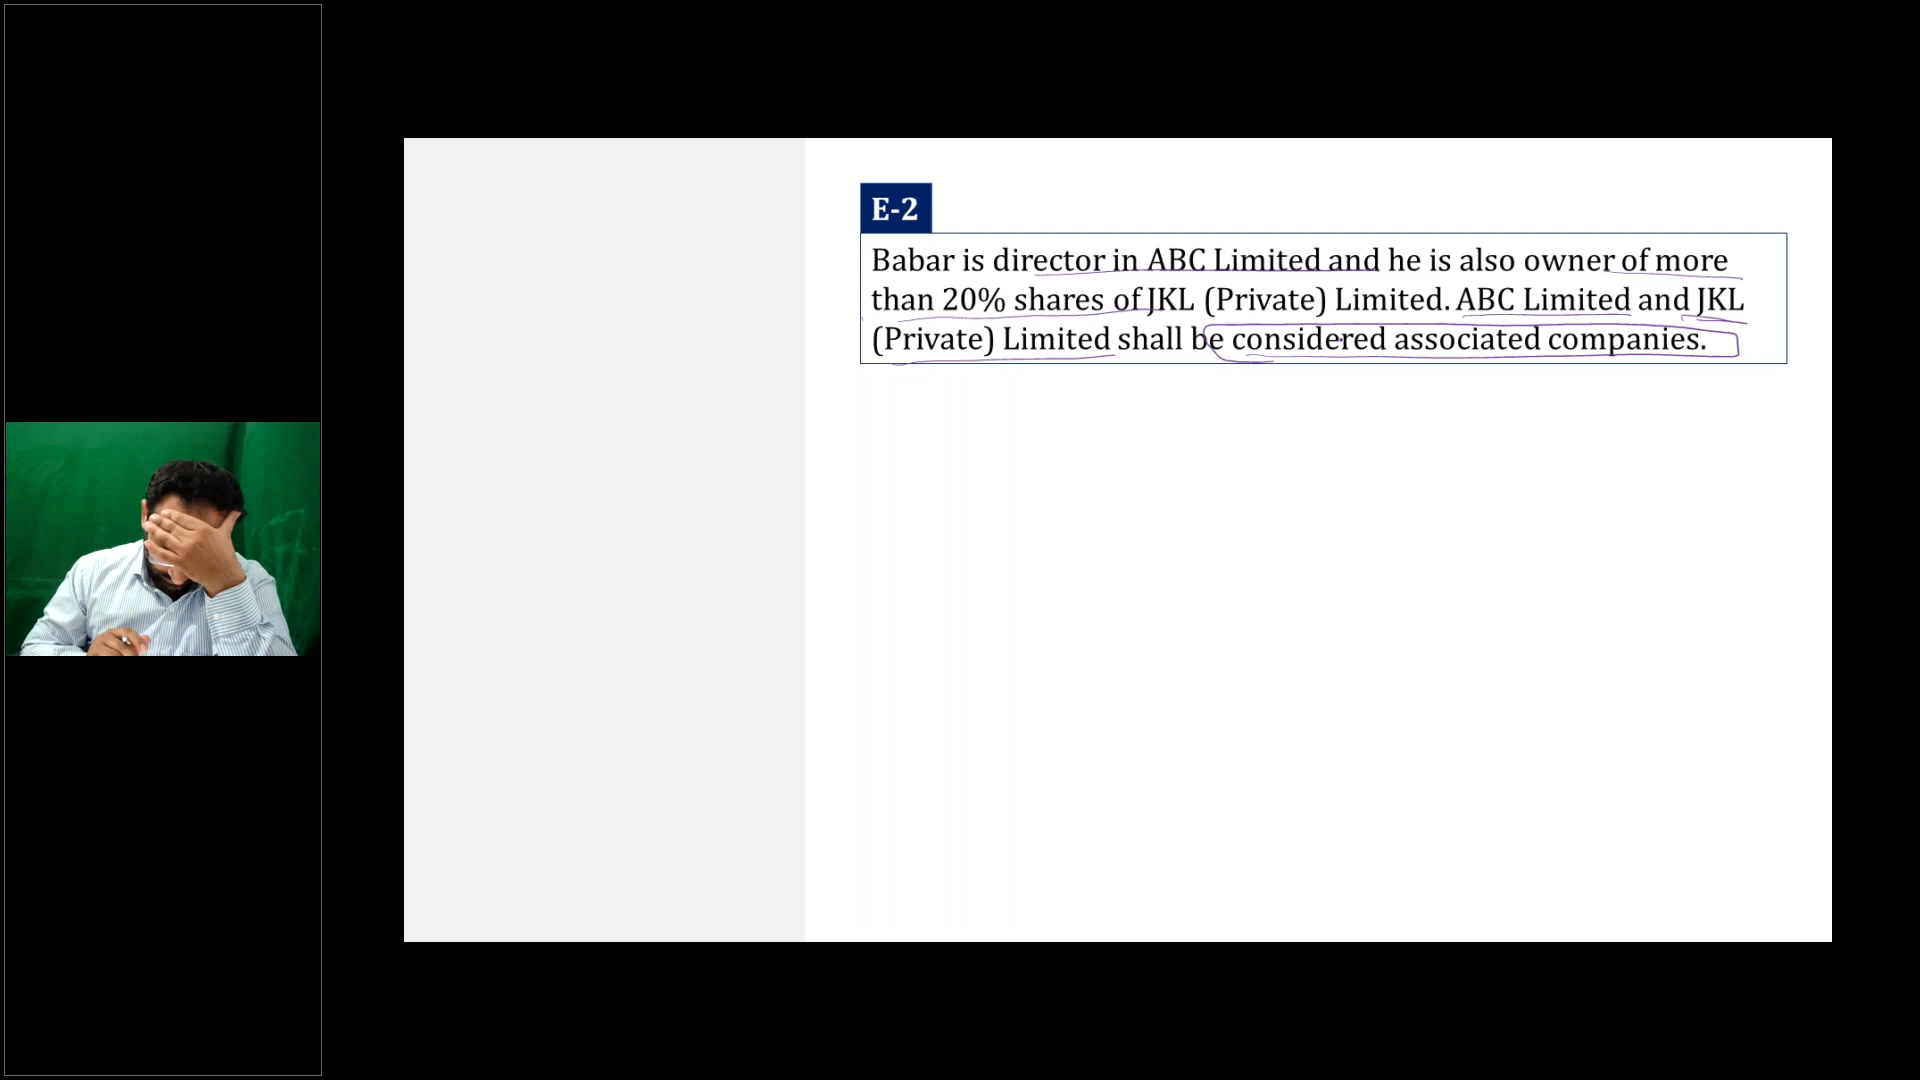 E-2
Babar is director in ABC Limited and he is also owner of more
than 20% shares of JKL (Private) Limited. ABC Limited and JKL
(Private) Limited shall be considered associated companies.